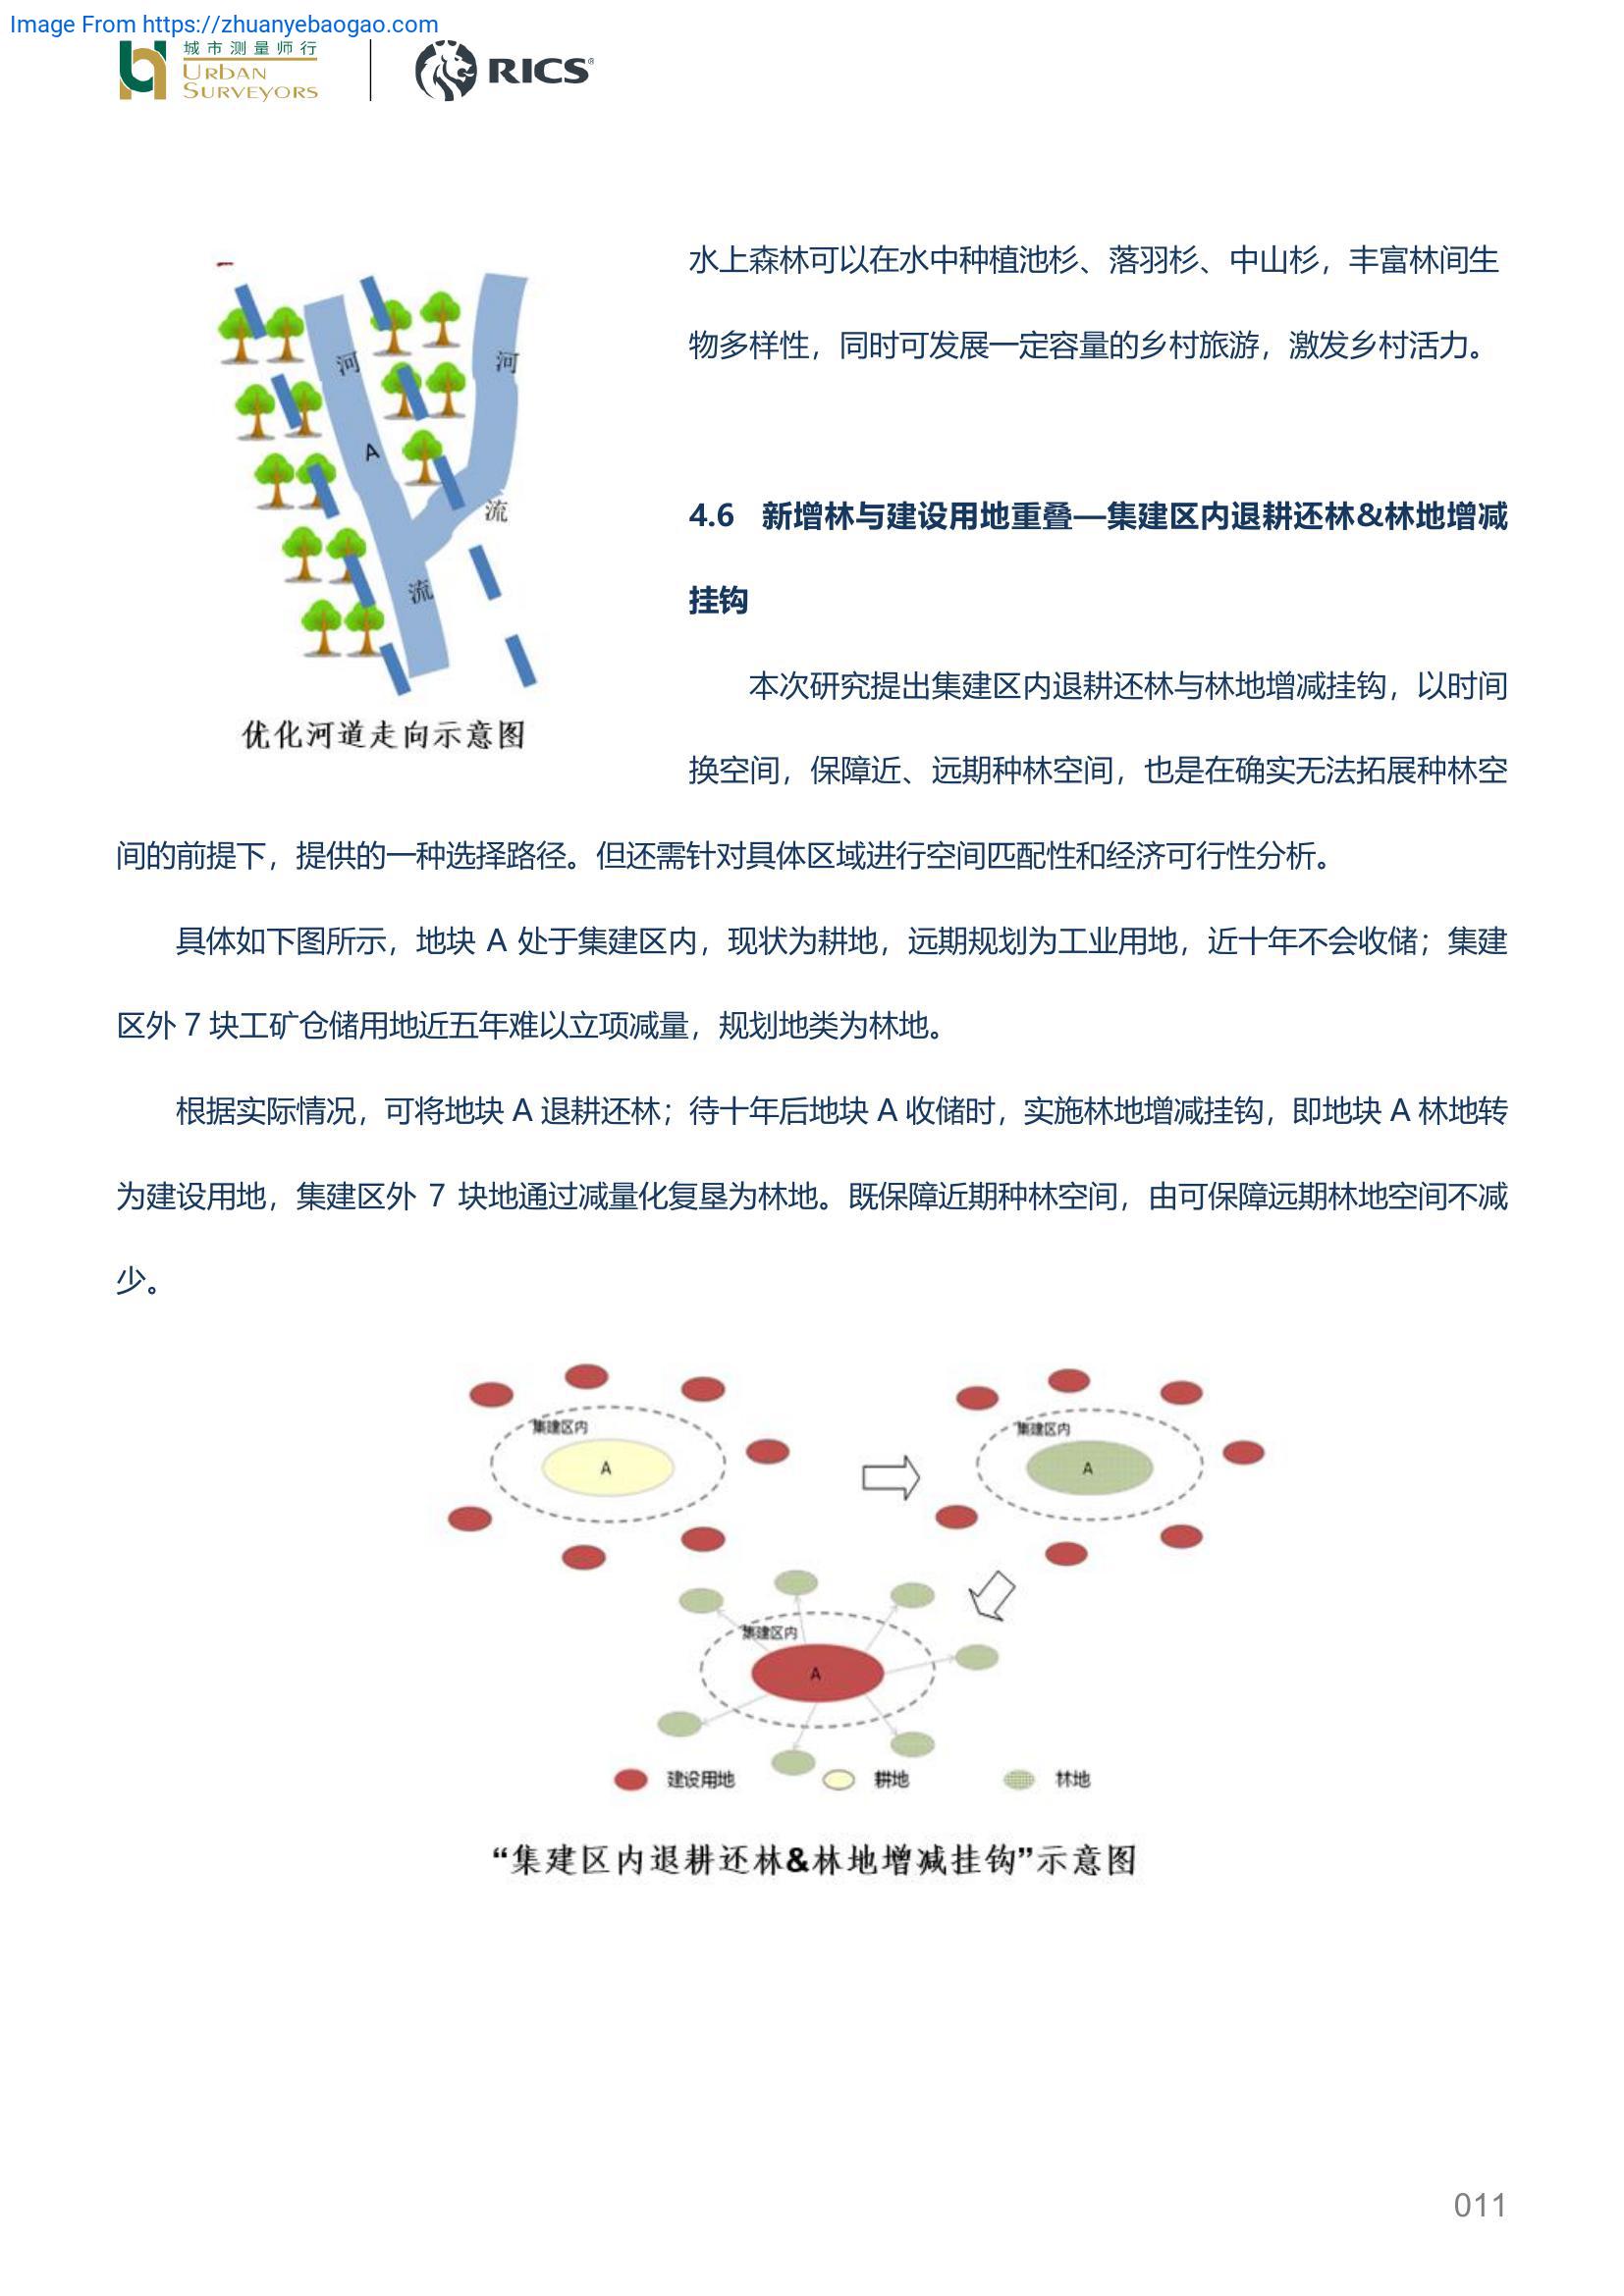 Image From https://zhuanyebaogao.com
城市测量师行
URBAN
SURVEYORS
RICS®
水上森林可以在水中种植池杉、落羽杉、中山杉，丰富林间生
物多样性，同时可发展一定容量的乡村旅游，激发乡村活力。
河
河
A
流
流
优化河道走向示意图
4.6 新增林与建设用地重叠—集建区内退耕还林&林地增减
挂钩
本次研究提出集建区内退耕还林与林地增减挂钩，以时间
换空间，保障近、远期种林空间，也是在确实无法拓展种林空
间的前提下，提供的一种选择路径。但还需针对具体区域进行空间匹配性和经济可行性分析。
具体如下图所示，地块 A 处于集建区内，现状为耕地，远期规划为工业用地，近十年不会收储；集建
区外 7 块工矿仓储用地近五年难以立项减量，规划地类为林地。
根据实际情况，可将地块 A 退耕还林；待十年后地块 A 收储时，实施林地增减挂钩，即地块 A 林地转
为建设用地，集建区外 7 块地通过减量化复垦为林地。既保障近期种林空间，由可保障远期林地空间不减
少。
集建区内
A
集建区内
A
集建区内
A
建设用地
耕地
林地
“集建区内退耕还林&林地增减挂钩”示意图
011